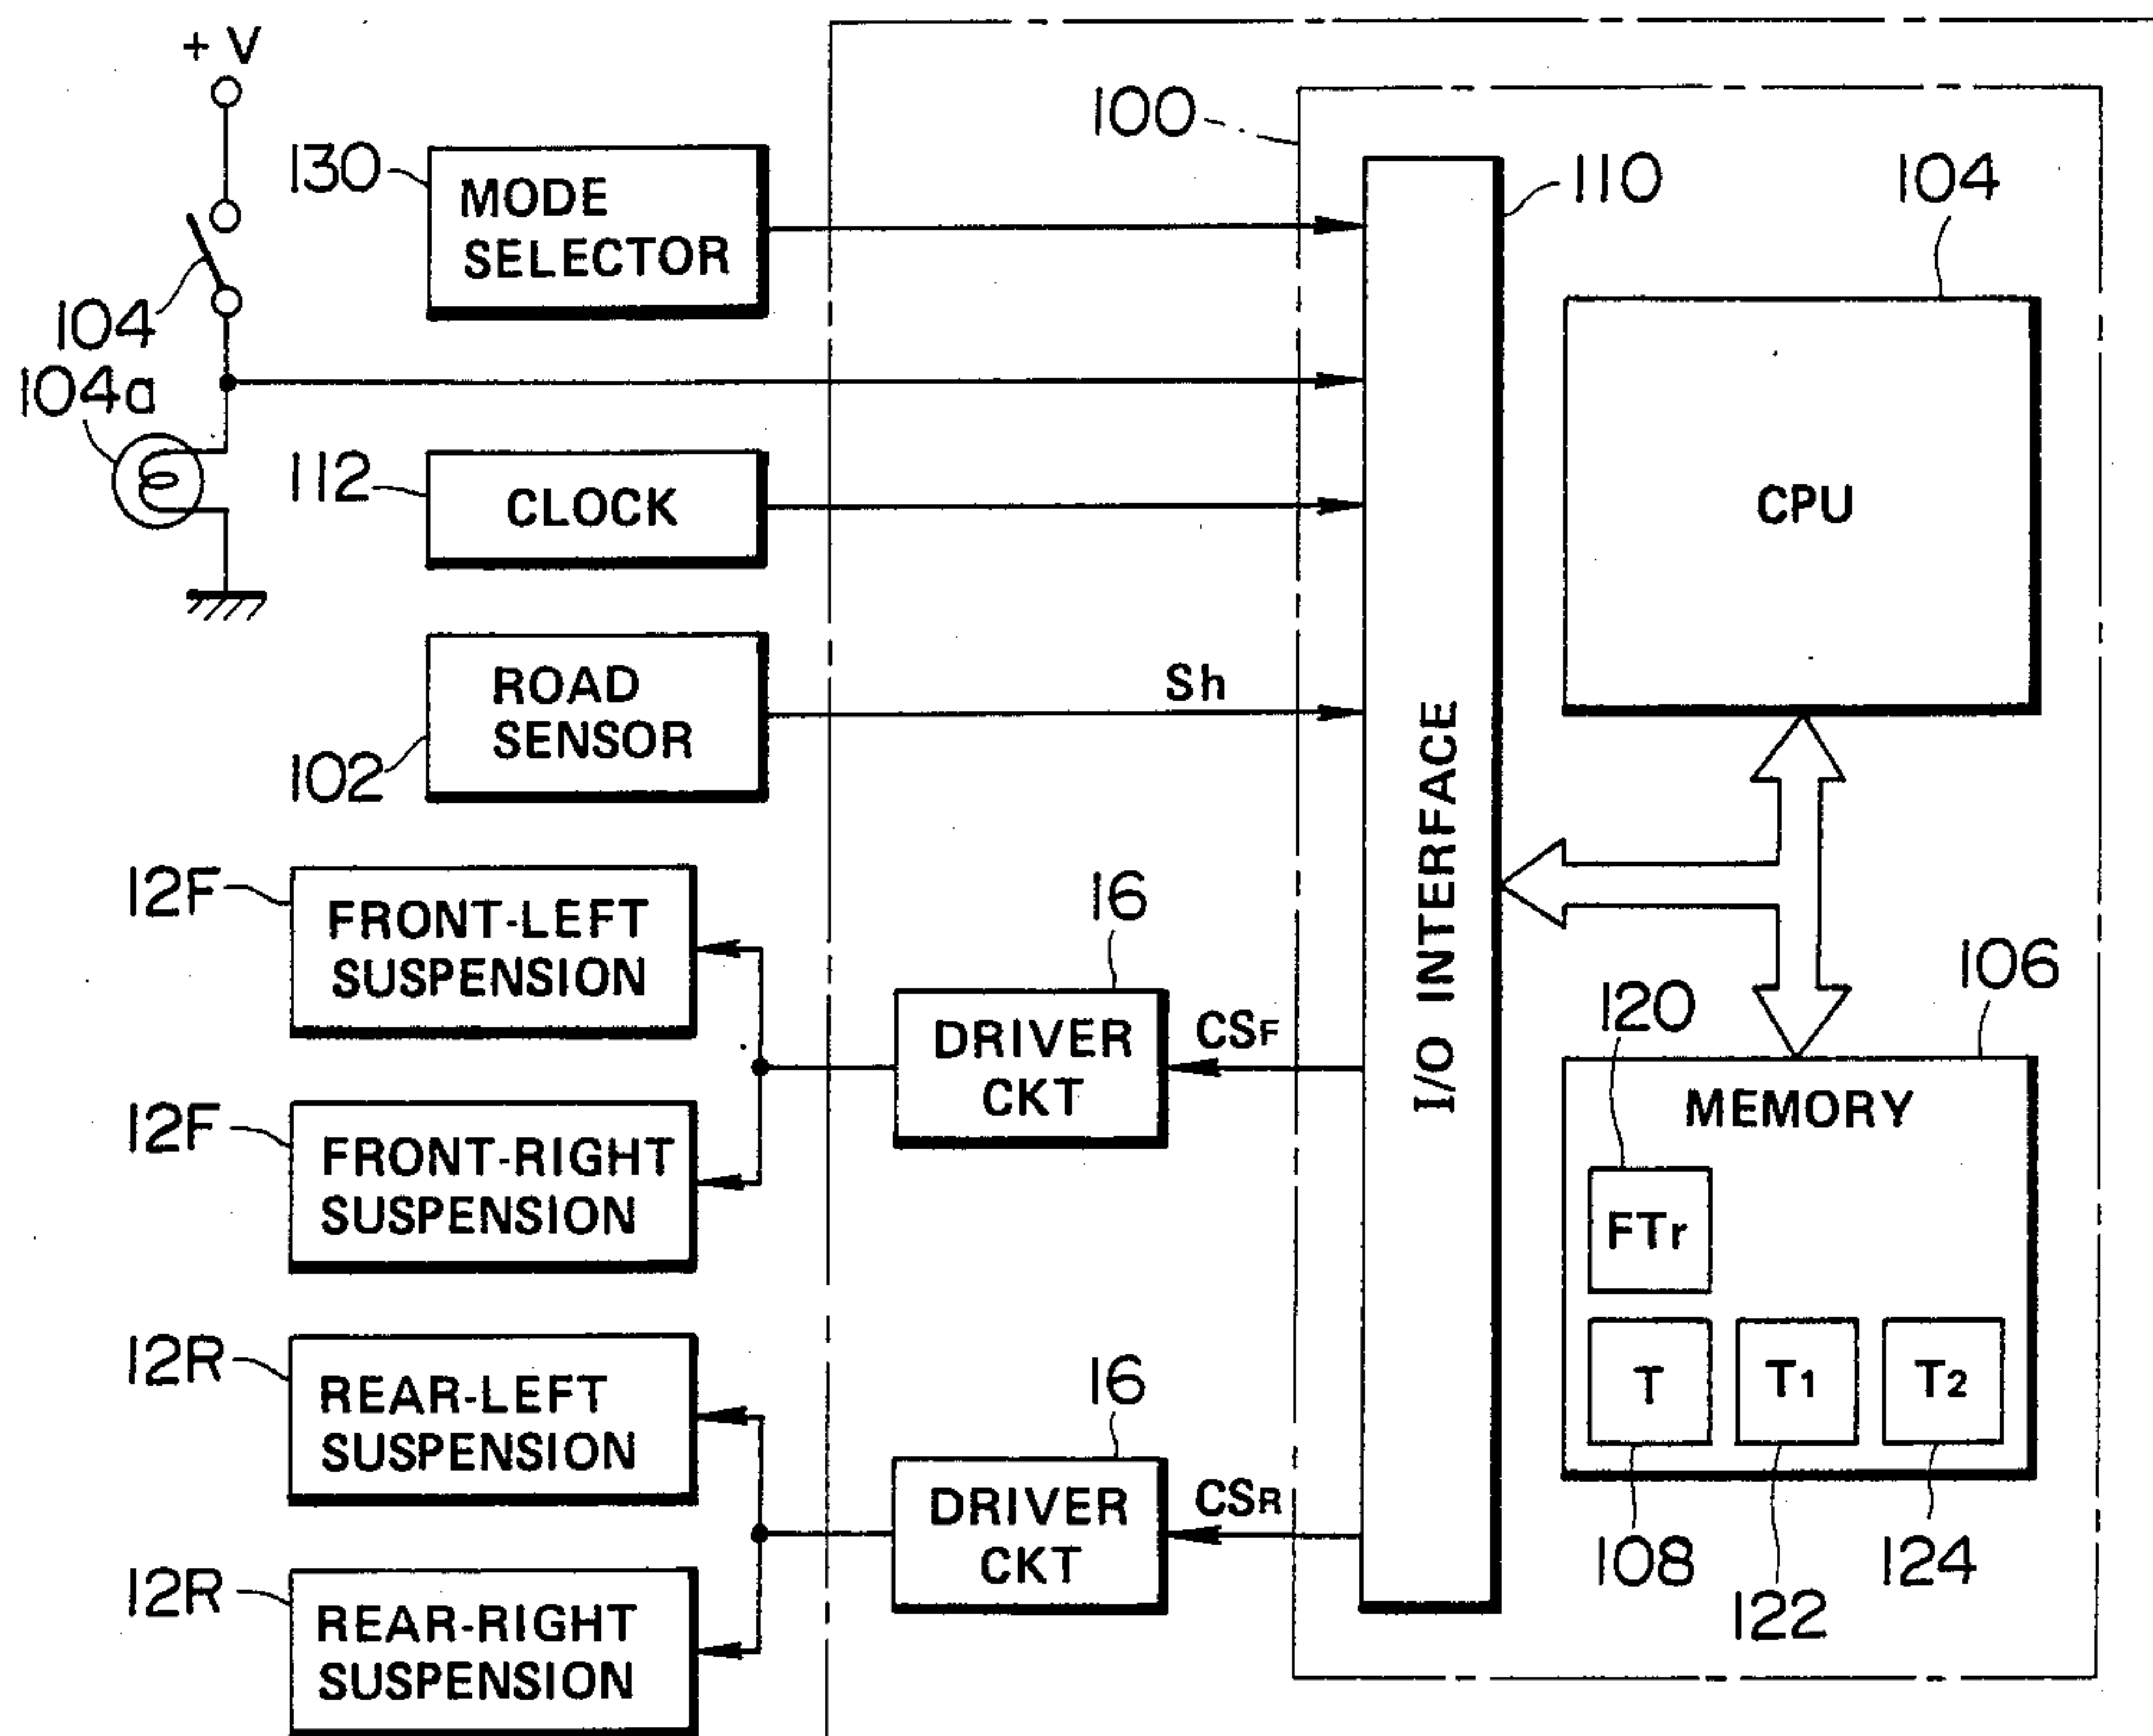 + V
100
130
MODE
SELECTOR
110
104
104
104a
112
CLOCK
CPU
ROAD
SENSOR
Sh
102
I/O INTERFACE
12F
FRONT-LEFT
SUSPENSION
16
DRIVER
CKT
CSF
106
120
MEMORY
12F
FRONT-RIGHT
SUSPENSION
FTr
T
T1
T2
12R
REAR-LEFT
SUSPENSION
16
DRIVER
CKT
CSR
108
122
124
12R
REAR-RIGHT
SUSPENSION